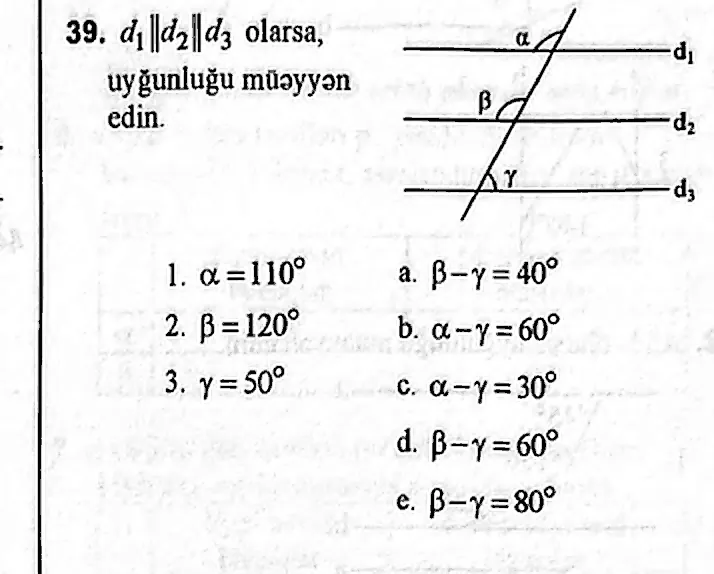 39. d₁∥d₂∥d₃ olarsa,
uyğunluğu müəyyən
edin.
α d₁
β d₂
γ d₃
1. α=110° a. β−γ=40°
2. β=120° b. α−γ=60°
3. γ=50° c. α−γ=30°
d. β−γ=60°
e. β−γ=80°